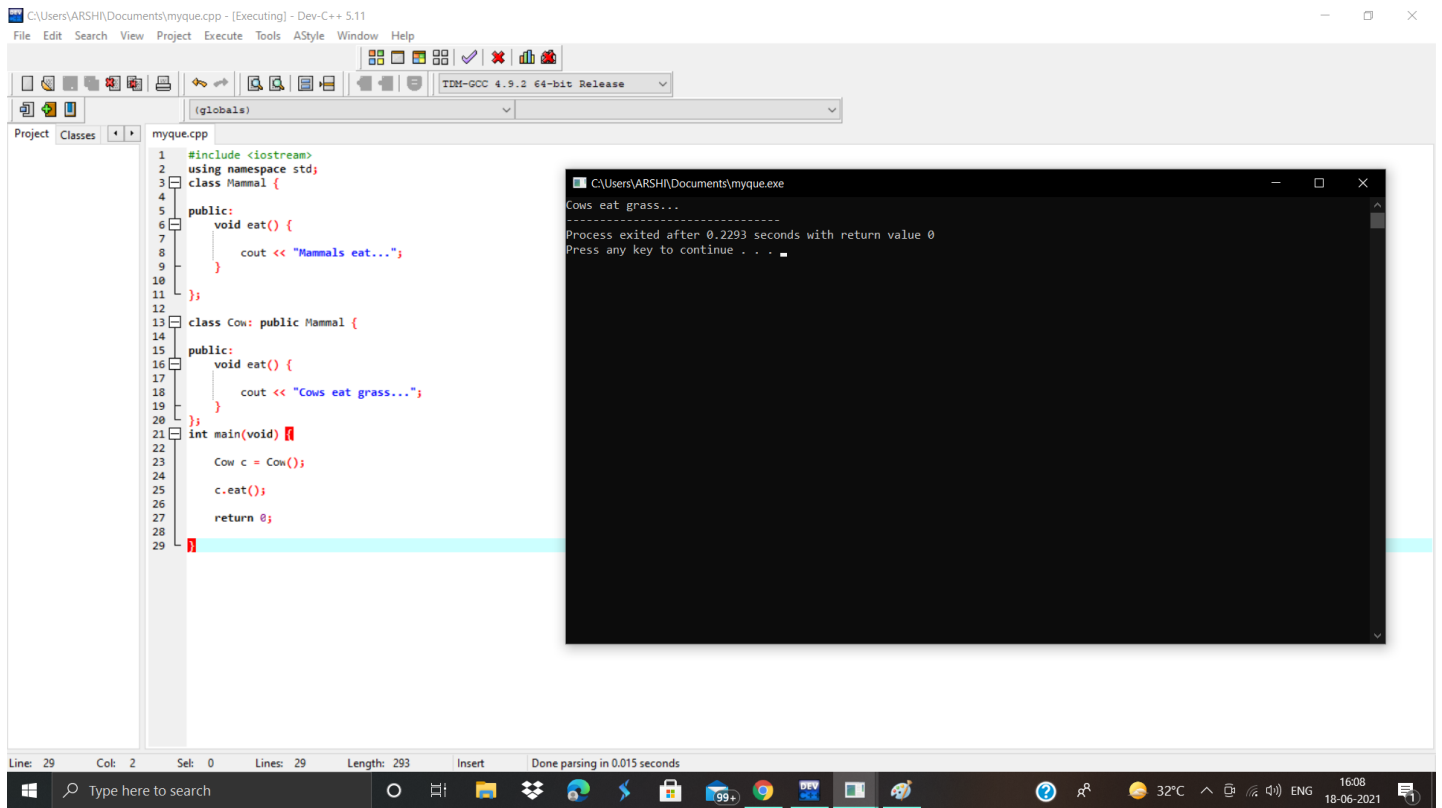 C:\Users\ARSHI\Documents\myque.cpp - [Executing] - Dev-C++ 5.11
File Edit Search View Project Execute Tools AStyle Window Help
TDM-GCC 4.9.2 64-bit Release
(globals)
Project Classes myque.cpp
1 #include <iostream>
2 using namespace std;
3 class Mammal {
4
5 public:
6 void eat() {
7
8 cout << "Mammals eat...";
9 }
10
11 };
12
13 class Cow: public Mammal {
14
15 public:
16 void eat() {
17
18 cout << "Cows eat grass...";
19 }
20 };
21 int main(void) {
22
23 Cow c = Cow();
24
25 c.eat();
26
27 return 0;
28
29 }
C:\Users\ARSHI\Documents\myque.exe
Cows eat grass...
--------------------------------
Process exited after 0.2293 seconds with return value 0
Press any key to continue . . .
Line: 29 Col: 2 Sel: 0 Lines: 29 Length: 293 Insert Done parsing in 0.015 seconds
Type here to search
99+
DEV
32°C ENG
16:08
18-06-2021
1